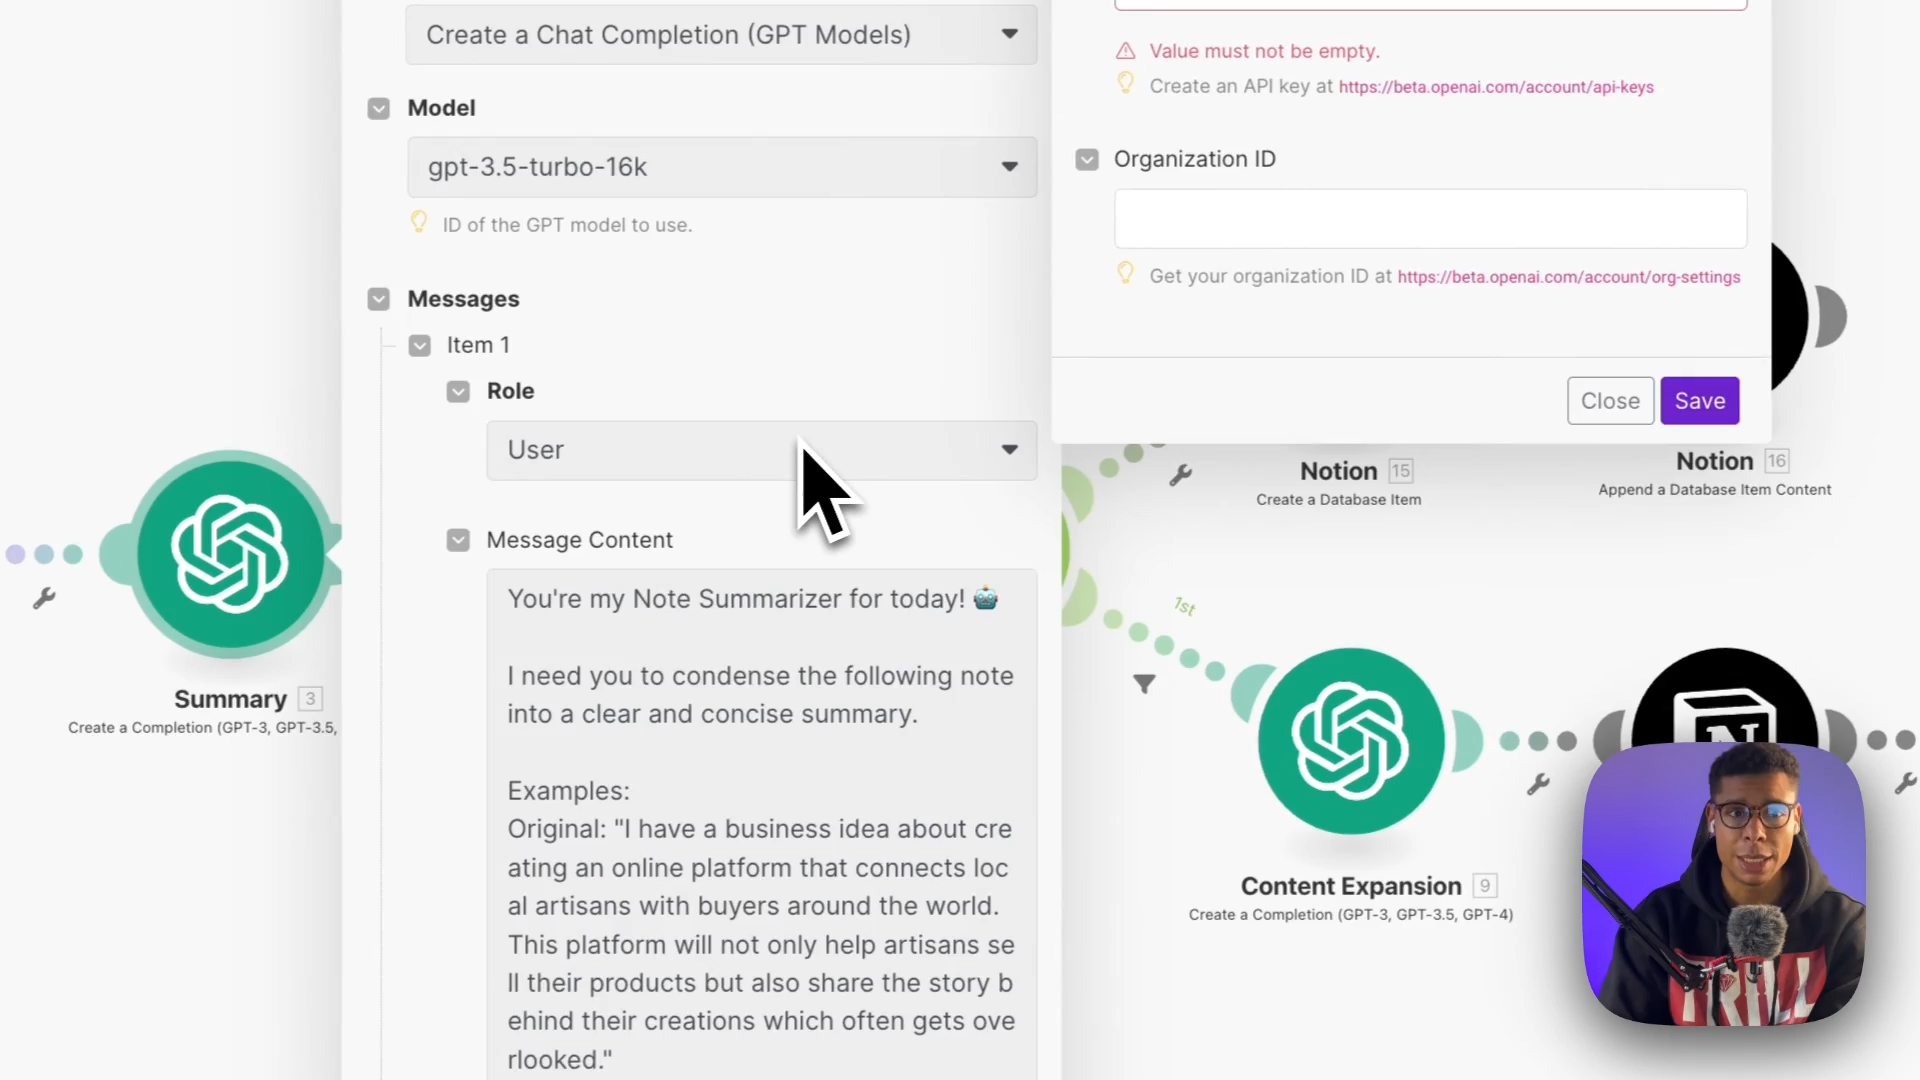 Create a Chat Completion (GPT Models)
Model
gpt-3.5-turbo-16k
ID of the GPT model to use.
Messages
Item 1
Role
User
Message Content
You're my Note Summarizer for today! 🤖
I need you to condense the following note
into a clear and concise summary.
Examples:
Original: "I have a business idea about cre
ating an online platform that connects loc
al artisans with buyers around the world.
This platform will not only help artisans se
ll their products but also share the story b
ehind their creations which often gets ove
rlooked."
Value must not be empty.
Create an API key at https://beta.openai.com/account/api-keys
Organization ID
Get your organization ID at https://beta.openai.com/account/org-settings
Close
Save
Summary 3
Create a Completion (GPT-3, GPT-3.5,
Notion 15
Create a Database Item
Notion 16
Append a Database Item Content
1st
Content Expansion 9
Create a Completion (GPT-3, GPT-3.5, GPT-4)
N
TRILL